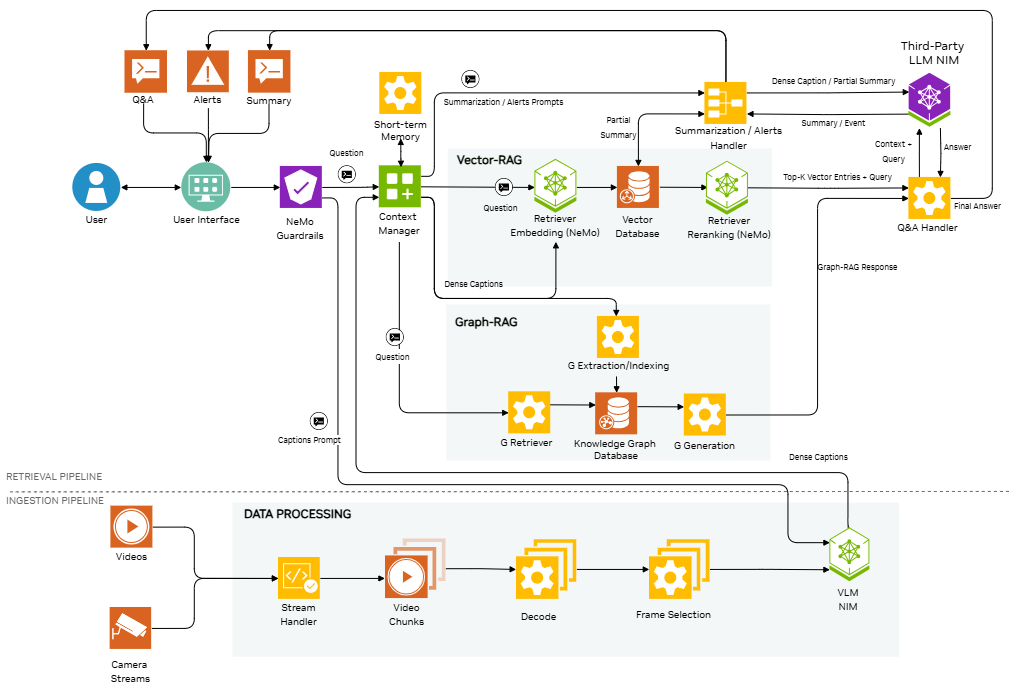 Third-Party
LLM NIM
Q&A
Alerts
Summary
Short-term
Memory
Summarization / Alerts Prompts
Partial
Summary
Summarization / Alerts
Handler
Dense Caption / Partial Summary
Summary / Event
Context +
Query
Answer
Question
Vector-RAG
User
User Interface
NeMo
Guardrails
Context
Manager
Question
Retriever
Embedding (NeMo)
Vector
Database
Retriever
Reranking (NeMo)
Top-K Vector Entries + Query
Q&A Handler
Final Answer
Graph-RAG Response
Dense Captions
Graph-RAG
G Extraction/Indexing
Question
G Retriever
Knowledge Graph
Database
G Generation
Captions Prompt
Dense Captions
RETRIEVAL PIPELINE
INGESTION PIPELINE
DATA PROCESSING
Videos
Stream
Handler
Video
Chunks
Decode
Frame Selection
VLM
NIM
Camera
Streams